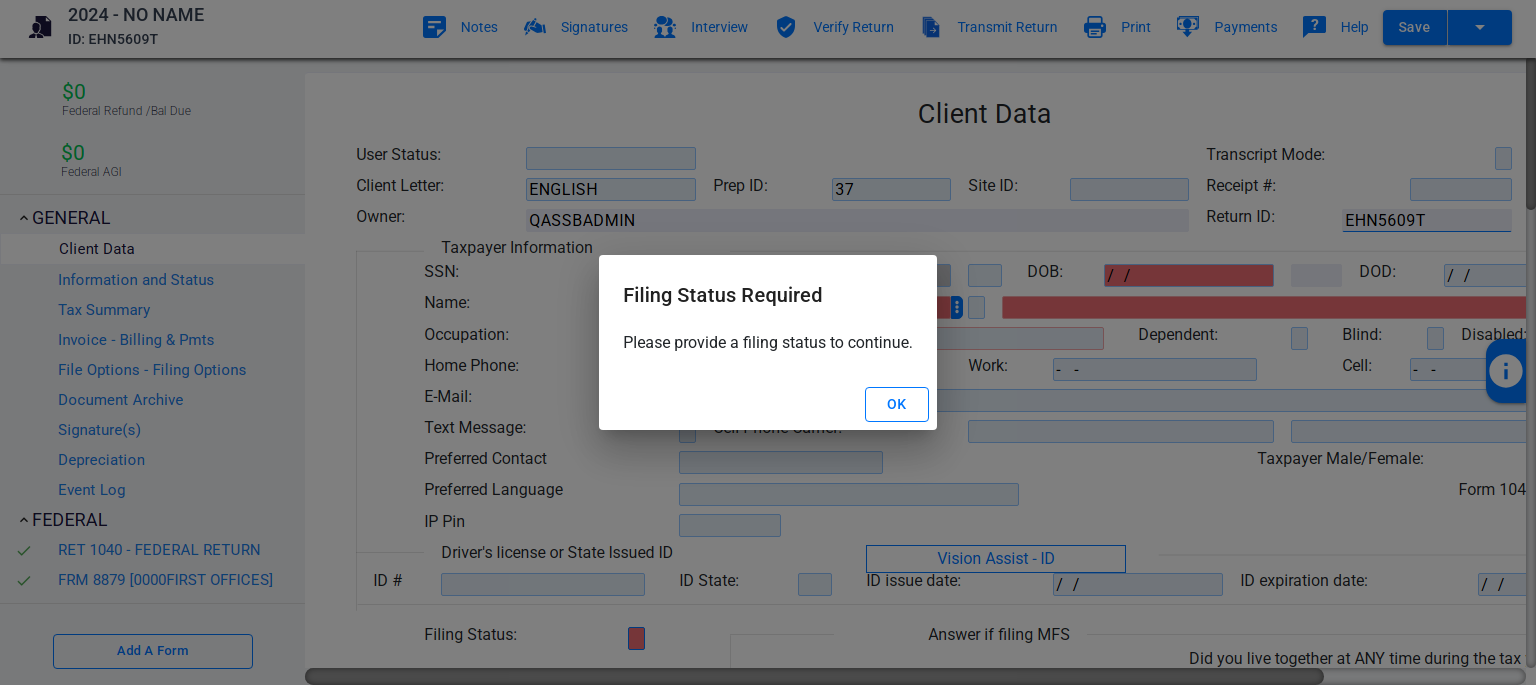 2024 - NO NAME
ID: EHN5609T
Notes
Signatures
Interview
Verify Return
Transmit Return
Print
Payments
Help
Save
$0
Federal Refund /Bal Due
$0
Federal AGI
GENERAL
Client Data
Information and Status
Tax Summary
Invoice - Billing & Pmts
File Options - Filing Options
Document Archive
Signature(s)
Depreciation
Event Log
FEDERAL
RET 1040 - FEDERAL RETURN
FRM 8879 [0000FIRST OFFICES]
Add A Form
Client Data
User Status:
Transcript Mode:
Client Letter: ENGLISH Prep ID: 37 Site ID: Receipt #:
Owner: QASSBADMIN Return ID: EHN5609T
Taxpayer Information
SSN: DOB: / / DOD: / /
Name:
Occupation: Dependent: Blind: Disabled:
Home Phone: Work: - - Cell: - -
E-Mail:
Text Message: Cell Phone Carrier:
Preferred Contact Taxpayer Male/Female:
Preferred Language Form 104
IP Pin
Driver's license or State Issued ID Vision Assist - ID
ID # ID State: ID issue date: / / ID expiration date: / /
Filing Status: Answer if filing MFS
Did you live together at ANY time during the tax
Filing Status Required
Please provide a filing status to continue.
OK